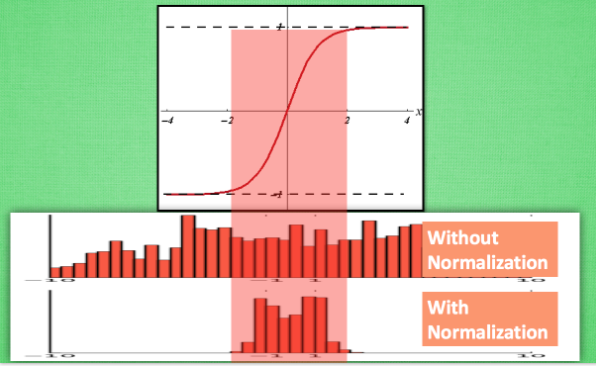 1
-4 -2 2 4 x
-1
Without
Normalization
-10 -1 1 10
With
Normalization
-10 -1 1 10